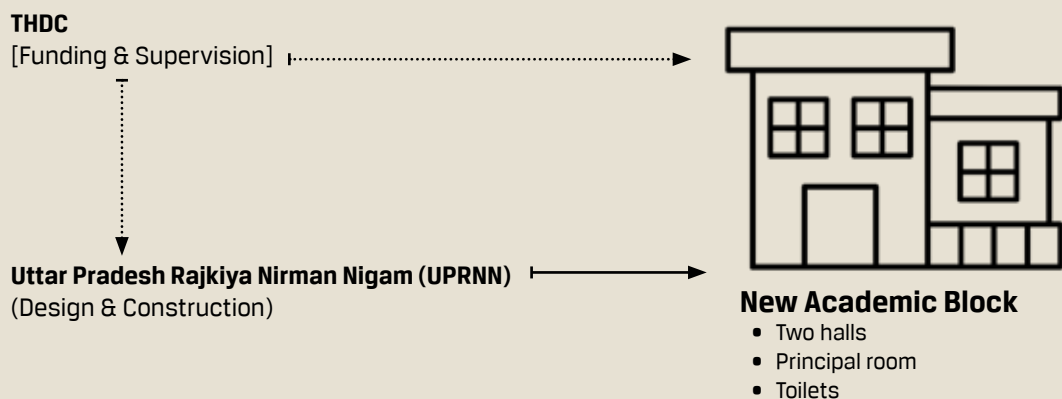 THDC
[Funding & Supervision]
Uttar Pradesh Rajkiya Nirman Nigam (UPRNN)
(Design & Construction)
New Academic Block
• Two halls
• Principal room
• Toilets